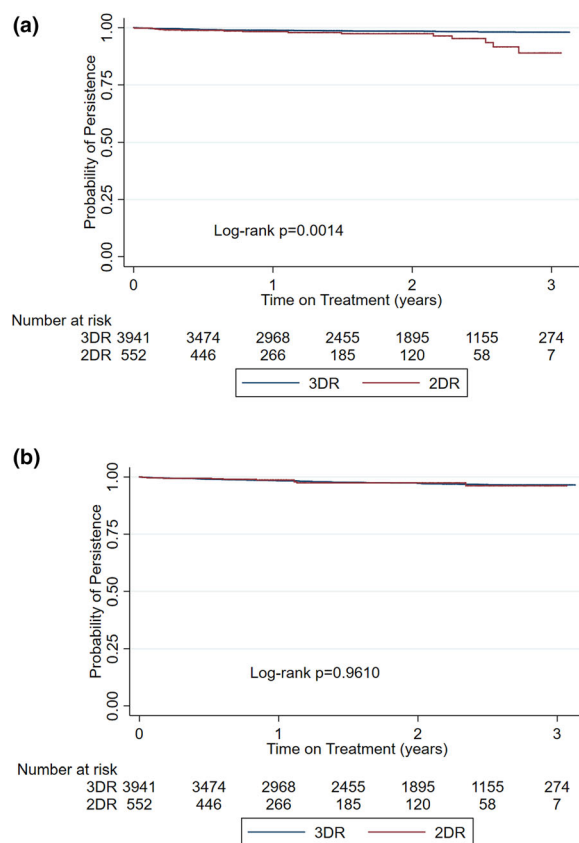 (a)
Probability of Persistence
1.00
0.75
0.50
0.25
0.00
Log-rank p=0.0014
0 1 2 3
Time on Treatment (years)
Number at risk
3DR 3941 3474 2968 2455 1895 1155 274
2DR 552 446 266 185 120 58 7
3DR 2DR
(b)
Probability of Persistence
1.00
0.75
0.50
0.25
0.00
Log-rank p=0.9610
0 1 2 3
Time on Treatment (years)
Number at risk
3DR 3941 3474 2968 2455 1895 1155 274
2DR 552 446 266 185 120 58 7
3DR 2DR